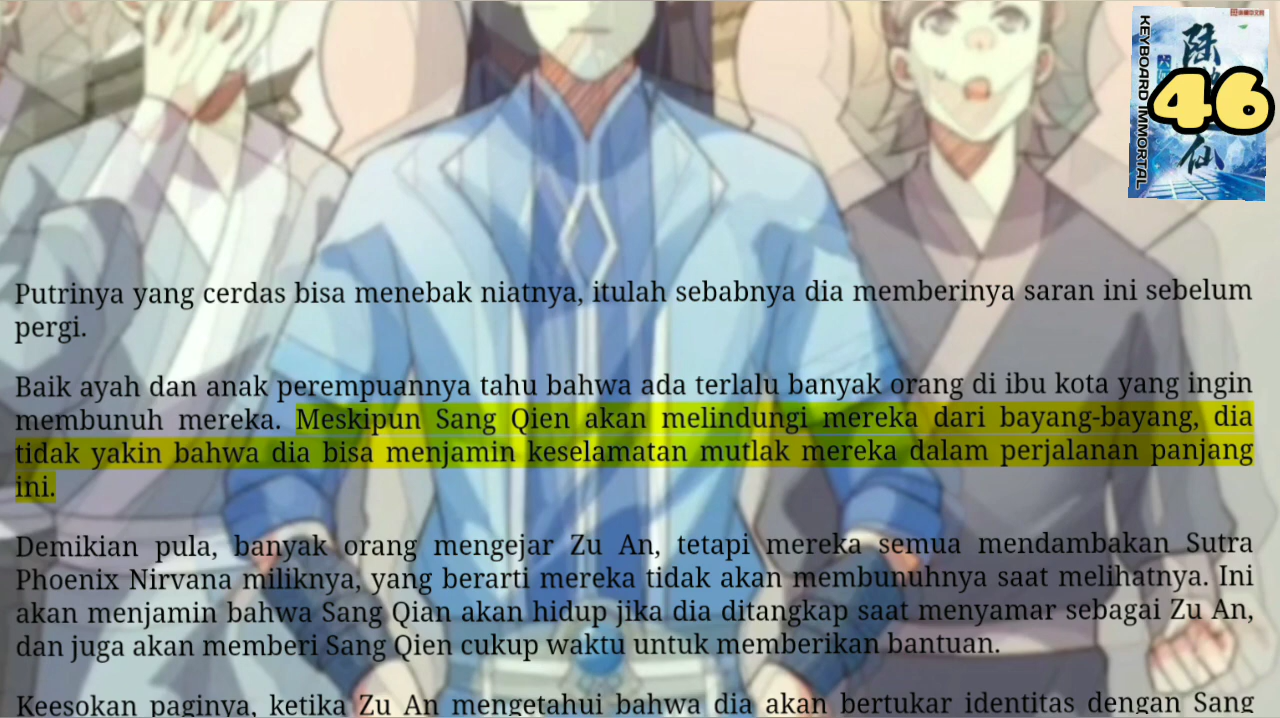 KEYBOARD IMMORTAL
46
Putrinya yang cerdas bisa menebak niatnya, itulah sebabnya dia memberinya saran ini sebelum
pergi.
Baik ayah dan anak perempuannya tahu bahwa ada terlalu banyak orang di ibu kota yang ingin
membunuh mereka. Meskipun Sang Qien akan melindungi mereka dari bayang-bayang, dia
tidak yakin bahwa dia bisa menjamin keselamatan mutlak mereka dalam perjalanan panjang
ini.
Demikian pula, banyak orang mengejar Zu An, tetapi mereka semua mendambakan Sutra
Phoenix Nirvana miliknya, yang berarti mereka tidak akan membunuhnya saat melihatnya. Ini
akan menjamin bahwa Sang Qian akan hidup jika dia ditangkap saat menyamar sebagai Zu An,
dan juga akan memberi Sang Qien cukup waktu untuk memberikan bantuan.
Keesokan paginya, ketika Zu An mengetahui bahwa dia akan bertukar identitas dengan Sang